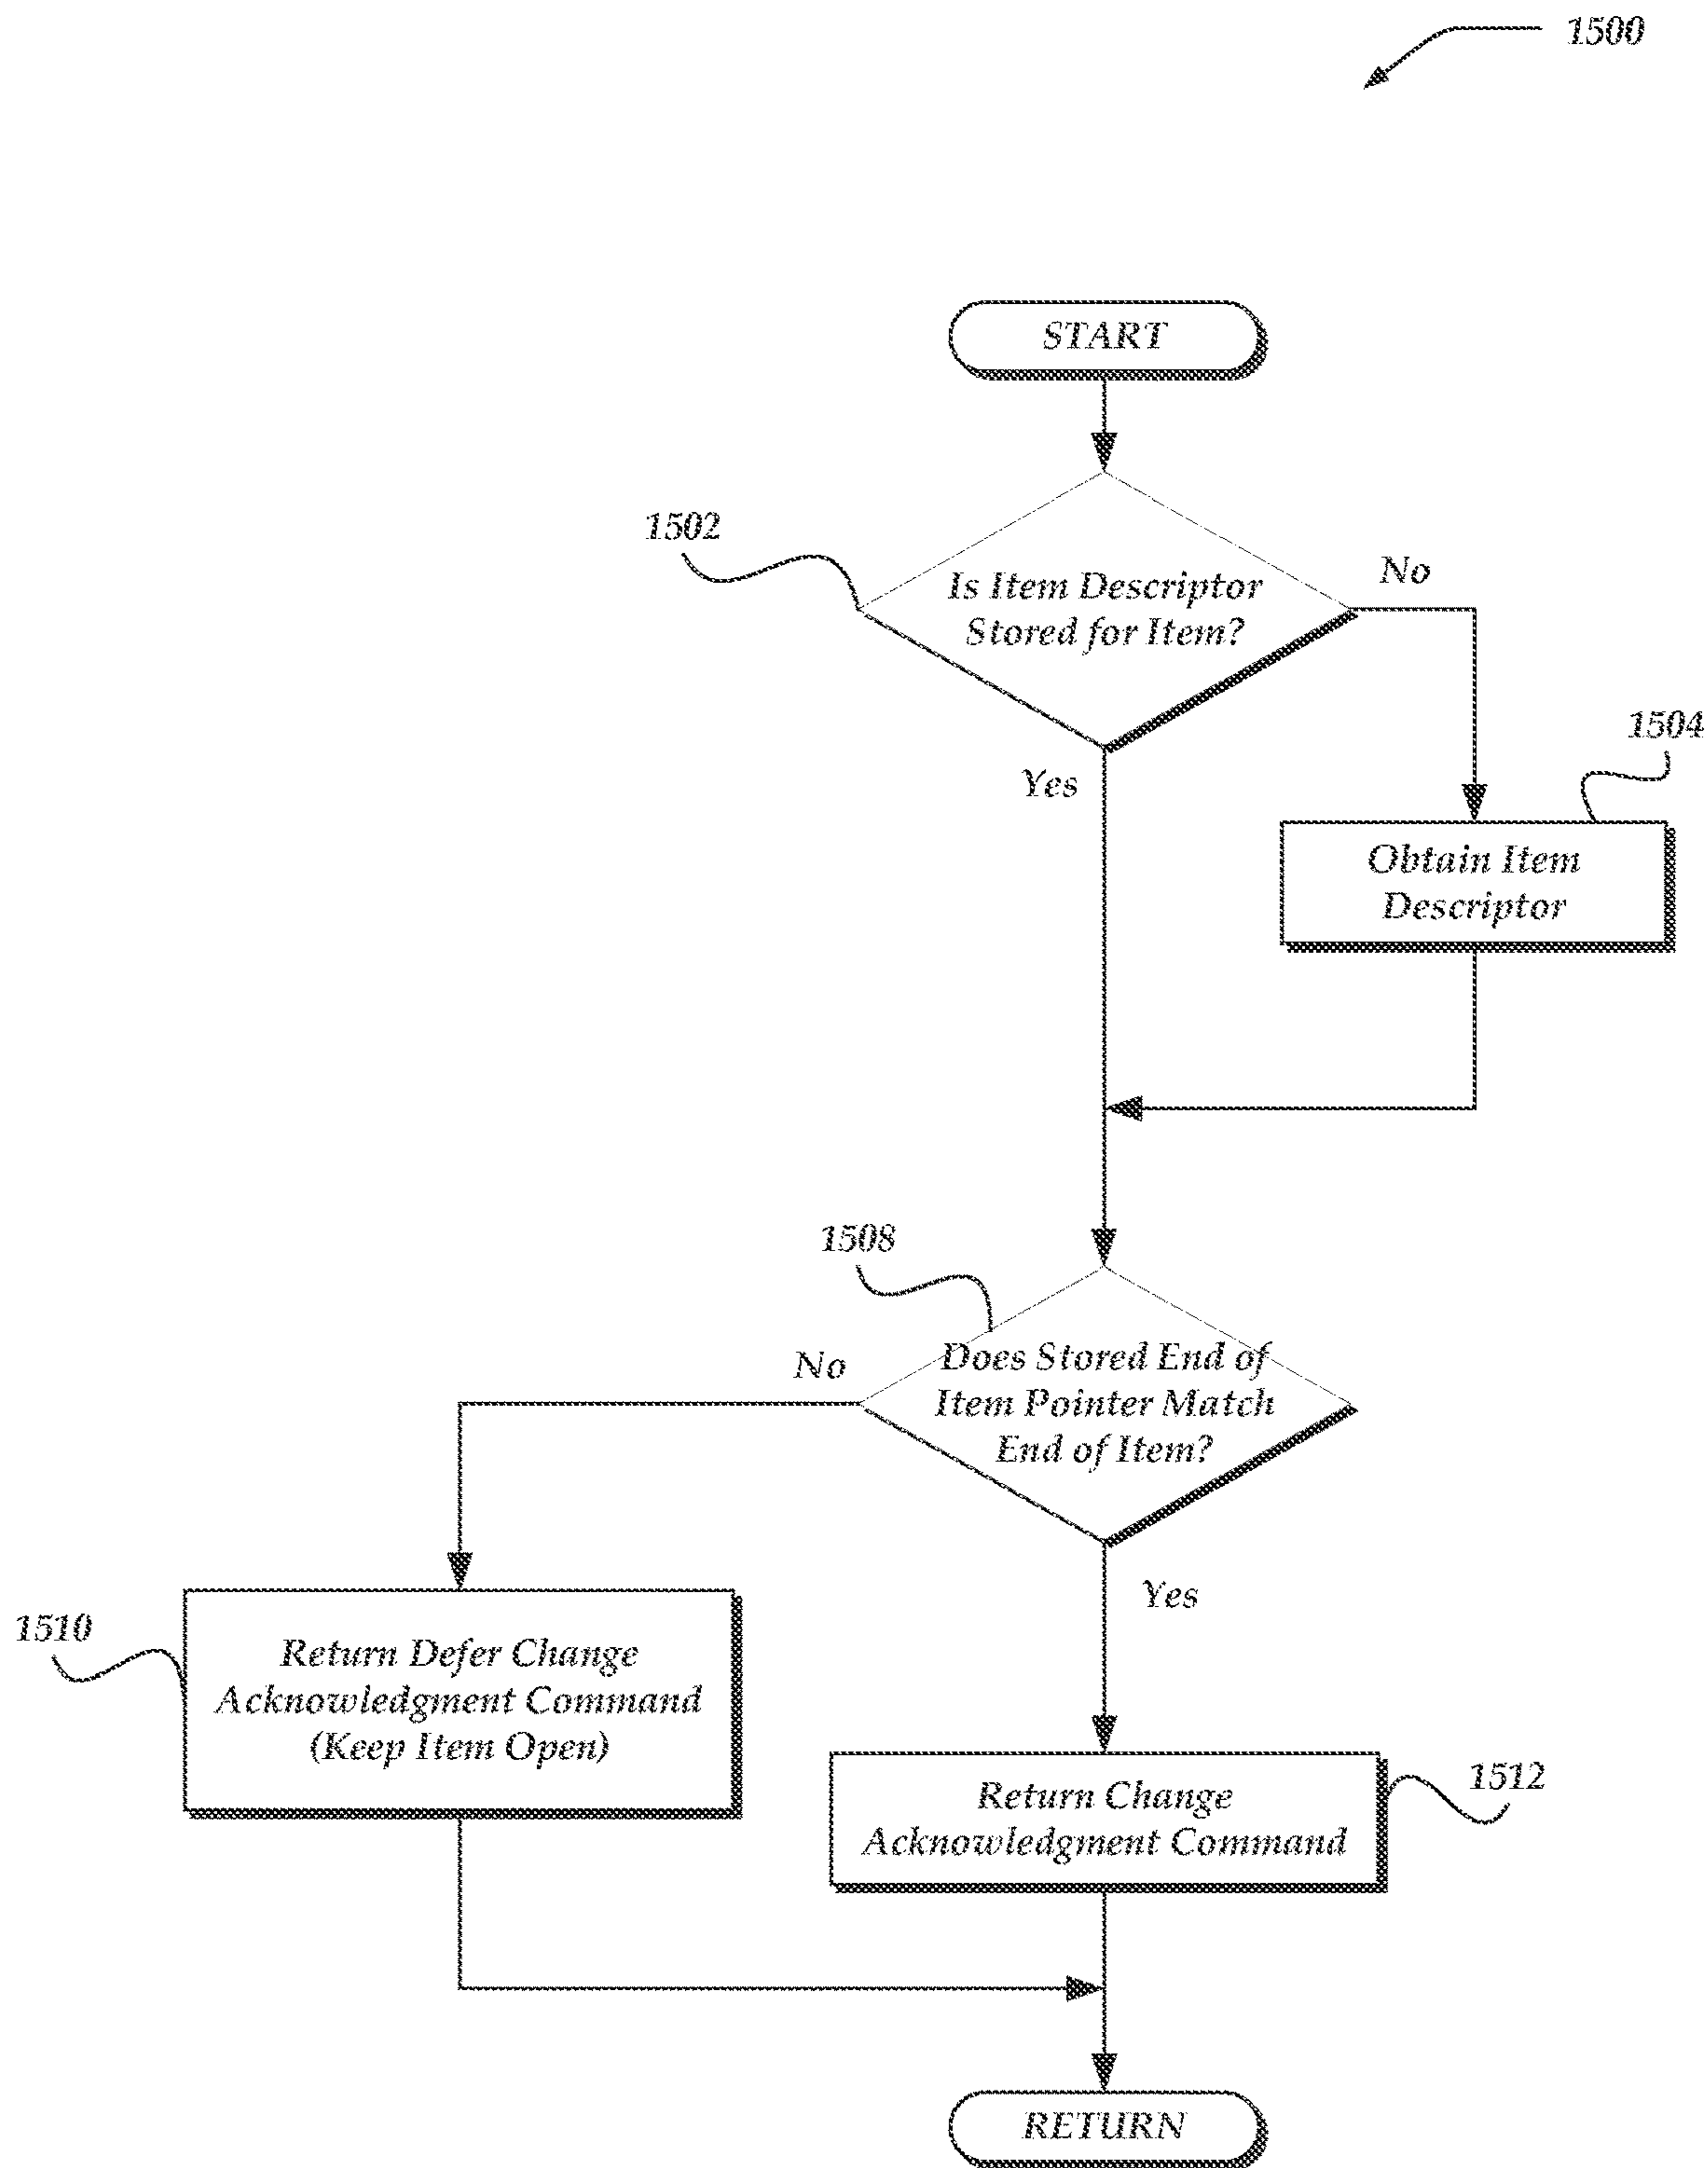 1500
START
1502
Is Item Descriptor
Stored for Item?
No
Yes
1504
Obtain Item
Descriptor
1508
Does Stored End of
Item Pointer Match
End of Item?
No
Yes
1510
Return Defer Change
Acknowledgment Command
(Keep Item Open)
Return Change
Acknowledgment Command
1512
RETURN